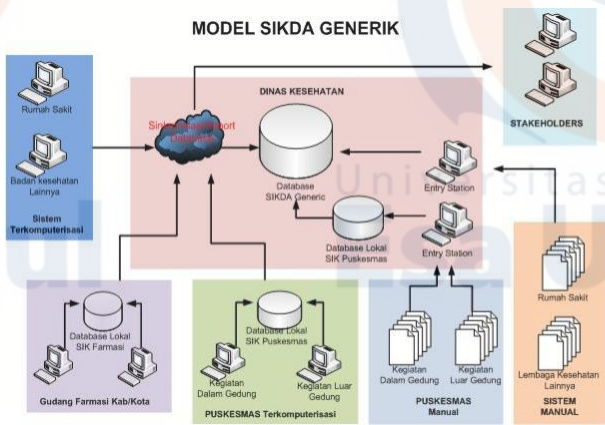 MODEL SIKDA GENERIK
Rumah Sakit
Badan kesehatan
Lainnya
Sistem
Terkomputerisasi
DINAS KESEHATAN
Database
SIKDA Generic
Entry Station
Database Lokal
SIK Puskesmas
Entry Station
STAKEHOLDERS
Universitas
Esa U
Database Lokal
SIK Farmasi
Gudang Farmasi Kab/Kota
Database Lokal
SIK Puskesmas
Kegiatan
Dalam Gedung
Kegiatan Luar
Gedung
PUSKESMAS Terkomputerisasi
Kegiatan
Dalam Gedung
Kegiatan
Luar Gedung
PUSKESMAS
Manual
Rumah Sakit
Lembaga Kesehatan
Lainnya
SISTEM
MANUAL